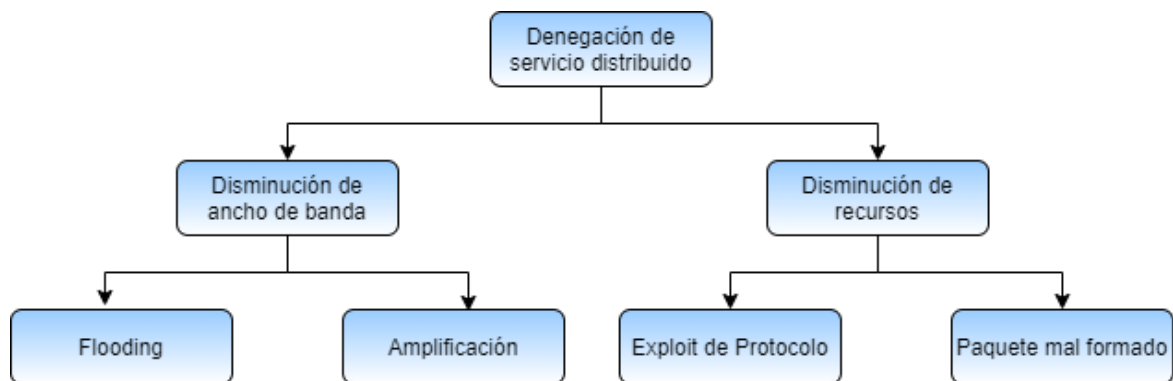 Denegación de
servicio distribuido
Disminución de
ancho de banda
Disminución de
recursos
Flooding
Amplificación
Exploit de Protocolo
Paquete mal formado